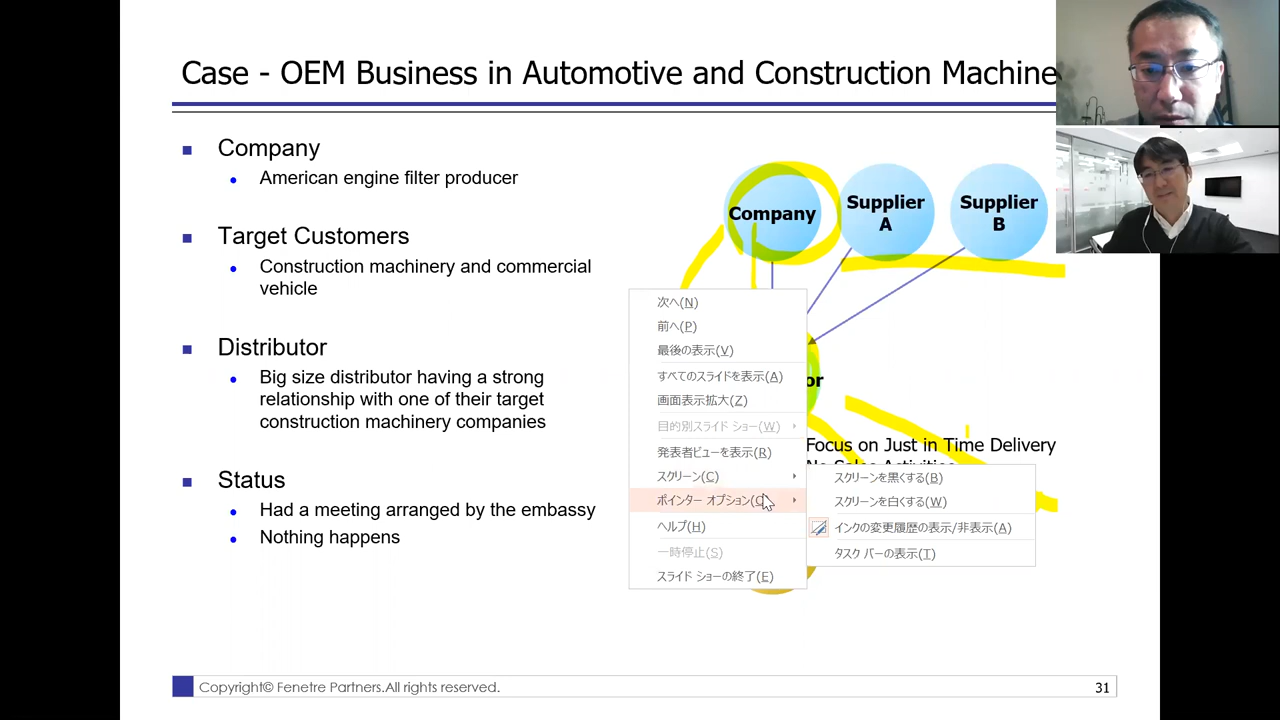 Case - OEM Business in Automotive and Construction Machine
Company
American engine filter producer
Target Customers
Construction machinery and commercial
vehicle
Distributor
Big size distributor having a strong
relationship with one of their target
construction machinery companies
Status
Had a meeting arranged by the embassy
Nothing happens
Company
Supplier
A
Supplier
B
or
Focus on Just in Time Delivery
No Sales Activities
次へ(N)
前へ(P)
最後の表示(V)
すべてのスライドを表示(A)
画面表示拡大(Z)
目的別スライド ショー(W)
発表者ビューを表示(R)
スクリーン(C)
ポインター オプション(O)
ヘルプ(H)
一時停止(S)
スライド ショーの終了(E)
スクリーンを黒くする(B)
スクリーンを白くする(W)
インクの変更履歴の表示/非表示(A)
タスク バーの表示(T)
Copyright© Fenetre Partners.All rights reserved.
31